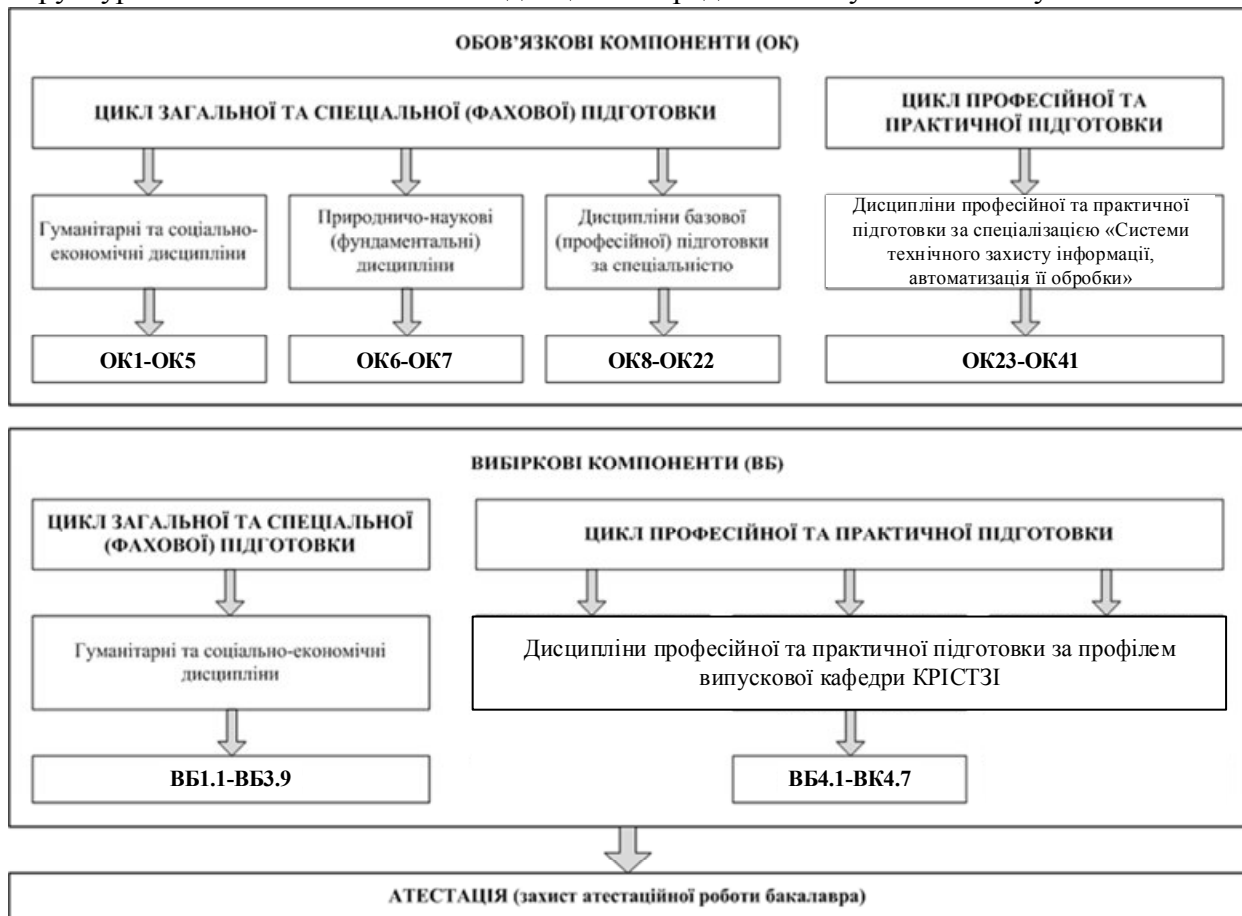 ОБОВ’ЯЗКОВІ КОМПОНЕНТИ (ОК)
ЦИКЛ ЗАГАЛЬНОЇ ТА СПЕЦІАЛЬНОЇ (ФАХОВОЇ) ПІДГОТОВКИ
ЦИКЛ ПРОФЕСІЙНОЇ ТА
ПРАКТИЧНОЇ ПІДГОТОВКИ
Гуманітарні та соціально-
економічні дисципліни
Природничо-наукові
(фундаментальні)
дисципліни
Дисципліни базової
(професійної) підготовки
за спеціальністю
Дисципліни професійної та практичної
підготовки за спеціалізацією «Системи
технічного захисту інформації,
автоматизація її обробки»
ОК1-ОК5
ОК6-ОК7
ОК8-ОК22
ОК23-ОК41
ВИБІРКОВІ КОМПОНЕНТИ (ВБ)
ЦИКЛ ЗАГАЛЬНОЇ ТА СПЕЦІАЛЬНОЇ
(ФАХОВОЇ) ПІДГОТОВКИ
ЦИКЛ ПРОФЕСІЙНОЇ ТА ПРАКТИЧНОЇ ПІДГОТОВКИ
Гуманітарні та соціально-економічні
дисципліни
Дисципліни професійної та практичної підготовки за профілем
випускової кафедри КРІСТЗІ
ВБ1.1-ВБ3.9
ВБ4.1-ВК4.7
АТЕСТАЦІЯ (захист атестаційної роботи бакалавра)